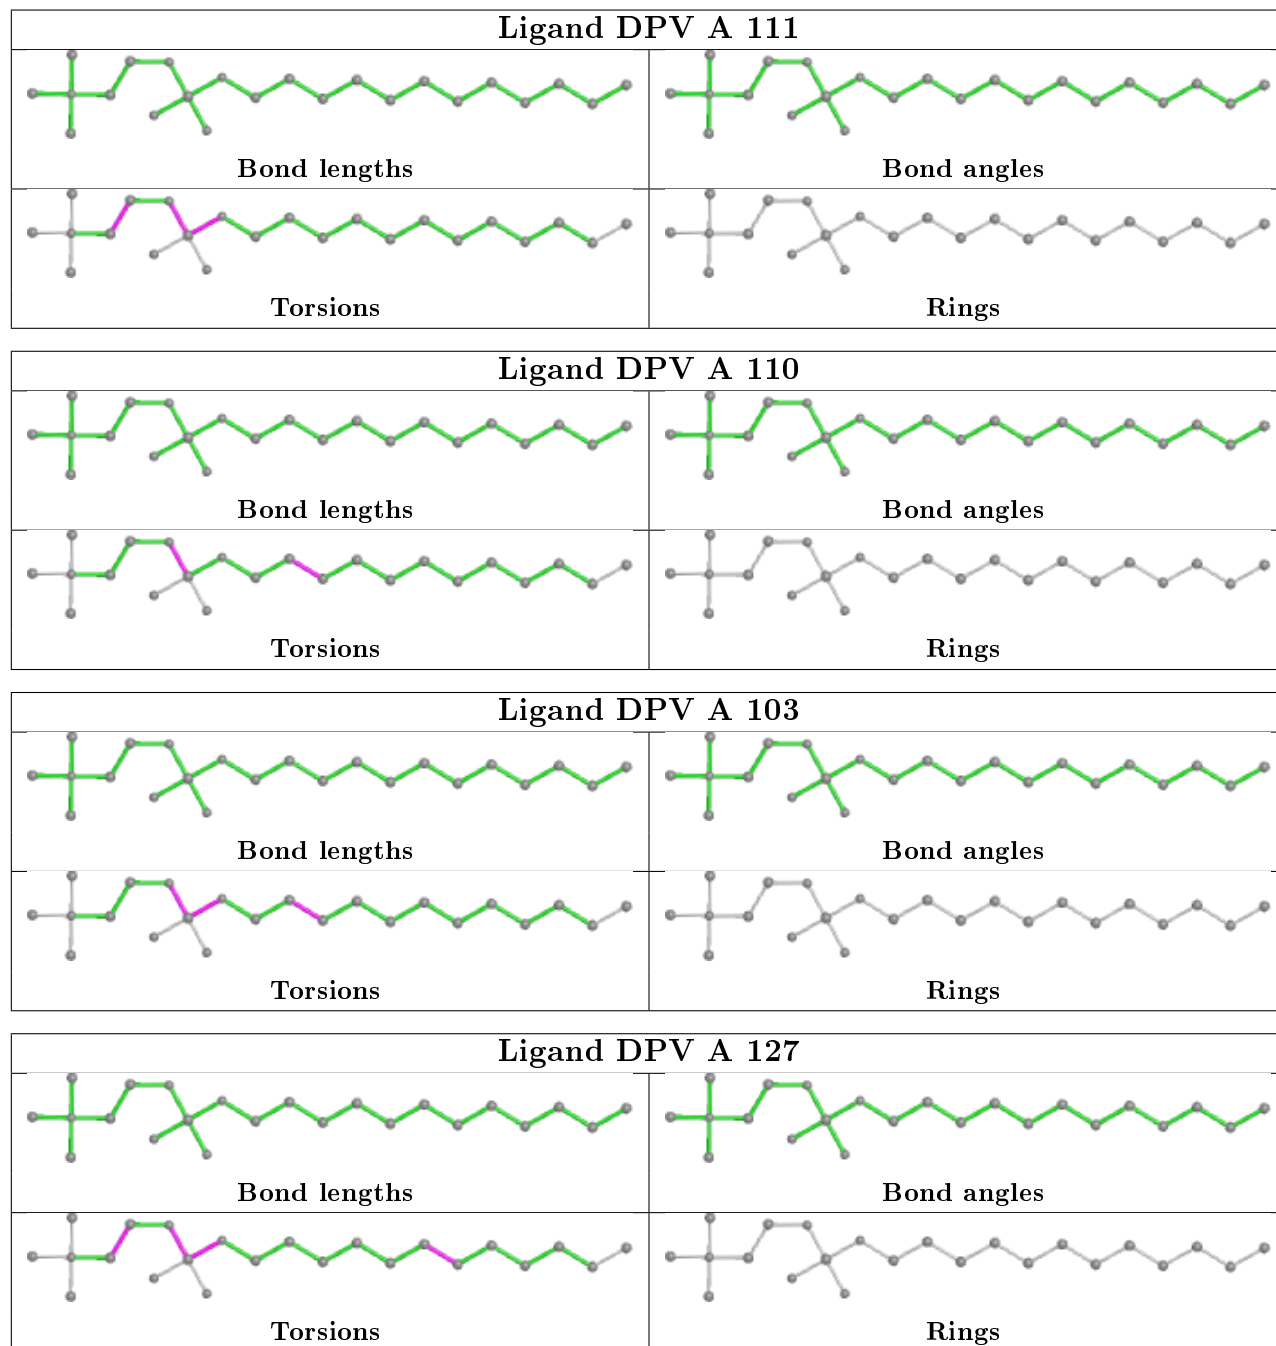 Ligand DPV A 111
Bond lengths
Bond angles
Torsions
Rings
Ligand DPV A 110
Bond lengths
Bond angles
Torsions
Rings
Ligand DPV A 103
Bond lengths
Bond angles
Torsions
Rings
Ligand DPV A 127
Bond lengths
Bond angles
Torsions
Rings